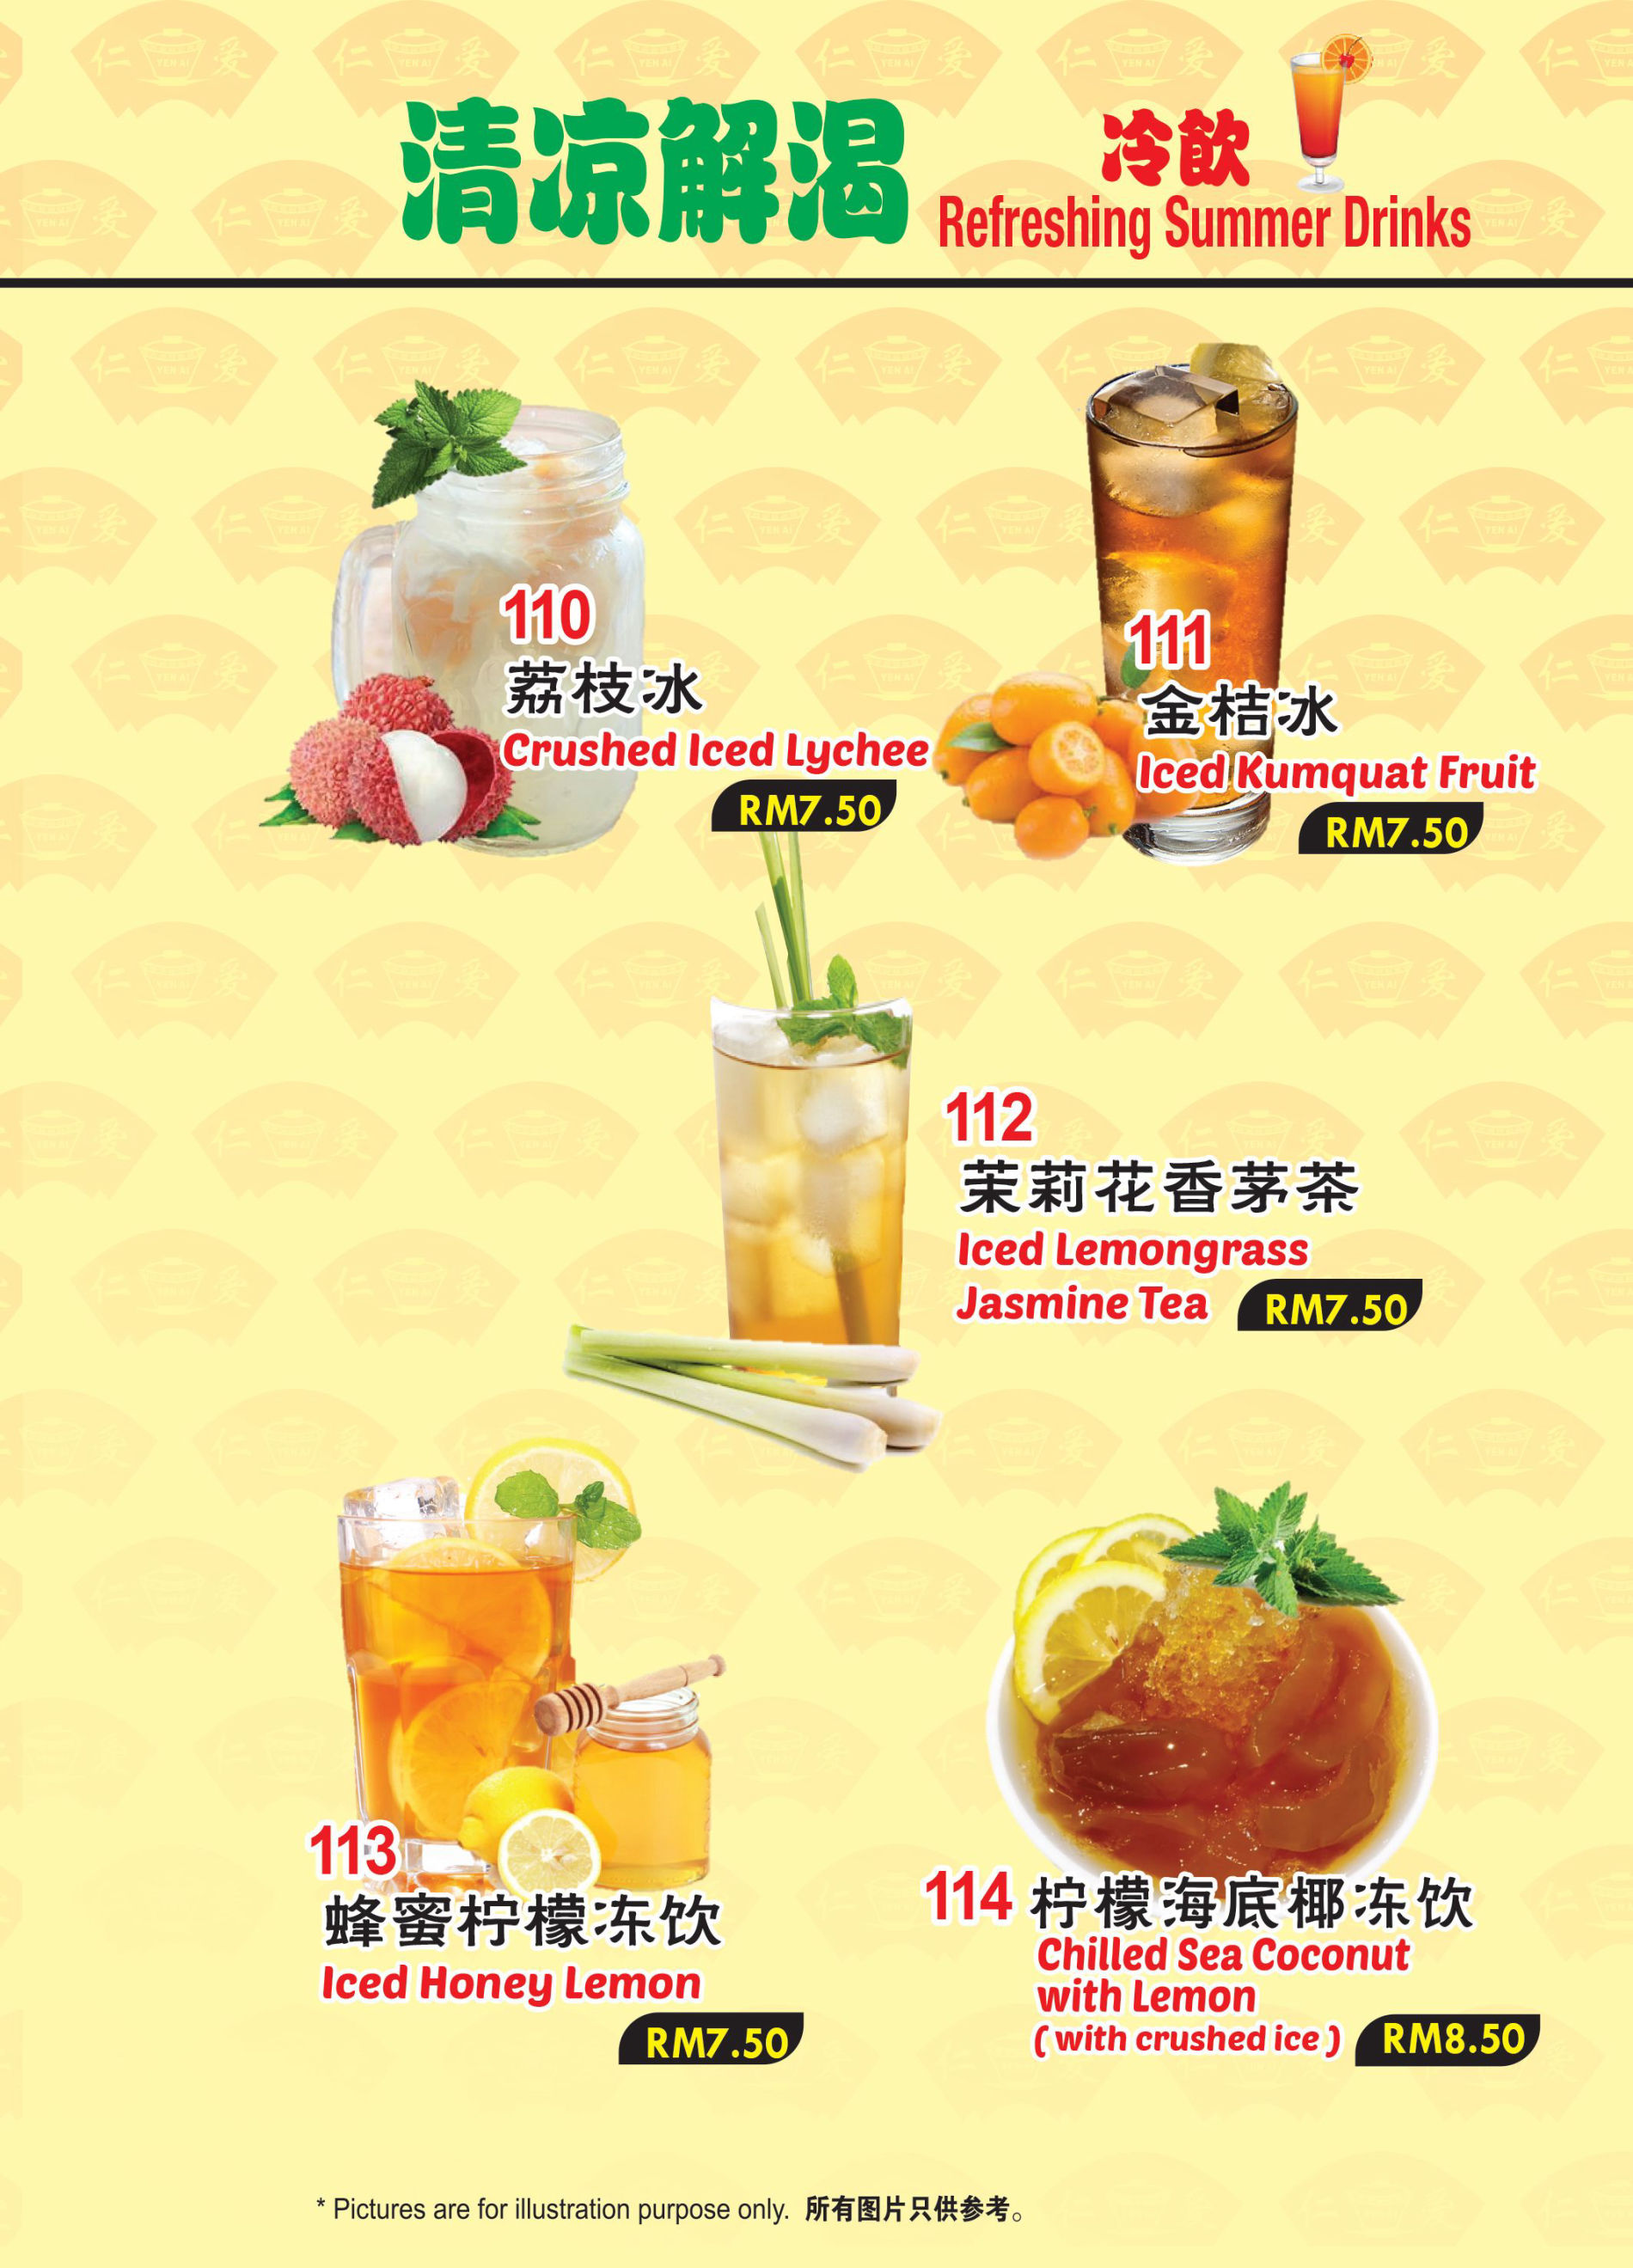 清凉解渴
冷飲
Refreshing Summer Drinks
110
荔枝冰
Crushed Iced Lychee
RM7.50
111
金桔冰
Iced Kumquat Fruit
RM7.50
112
茉莉花香茅茶
Iced Lemongrass
Jasmine Tea RM7.50
113
蜂蜜柠檬冻饮
Iced Honey Lemon
RM7.50
114 柠檬海底椰冻饮
Chilled Sea Coconut
with Lemon
( with crushed ice ) RM8.50
* Pictures are for illustration purpose only. 所有图片只供参考。
仁 YEN AI 爱